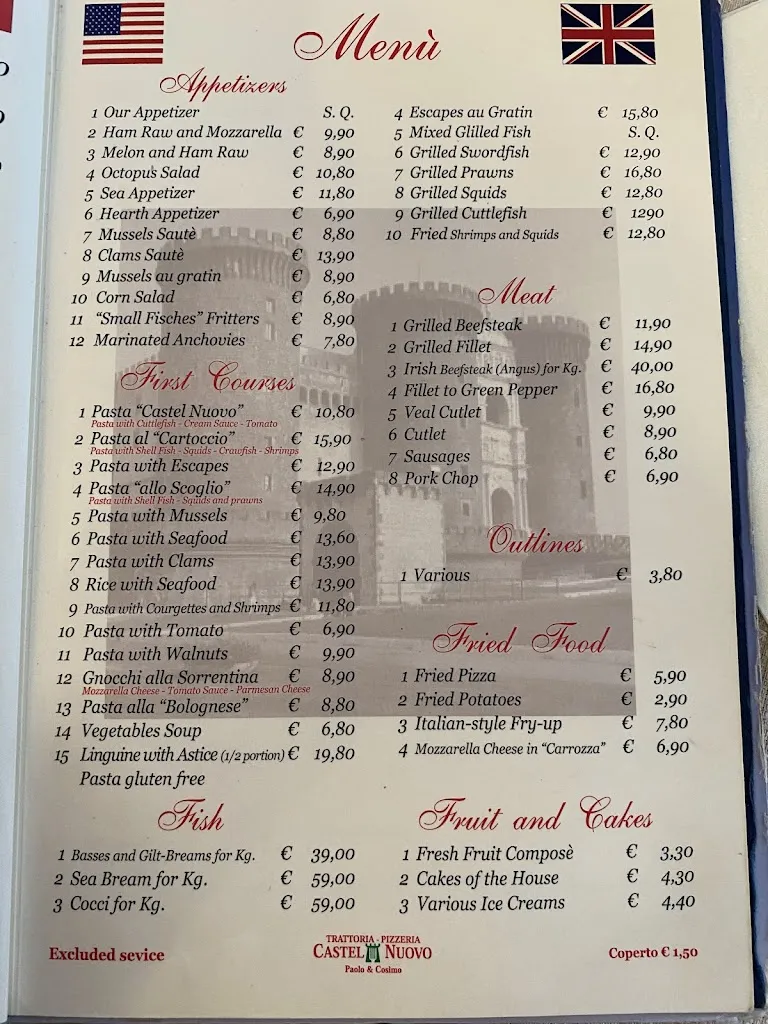 Menù
Appetizers
1 Our Appetizer S. Q.
2 Ham Raw and Mozzarella € 9,90
3 Melon and Ham Raw € 8,90
4 Octopu's Salad € 10,80
5 Sea Appetizer € 11,80
6 Hearth Appetizer € 6,90
7 Mussels Sautè € 8,80
8 Clams Sautè € 13,90
9 Mussels au gratin € 8,90
10 Corn Salad € 6,80
11 "Small Fisches" Fritters € 8,90
12 Marinated Anchovies € 7,80
First Courses
1 Pasta "Castel Nuovo" € 10,80
Pasta with Cuttlefish - Cream Sauce - Tomato
2 Pasta al "Cartoccio" € 15,90
Pasta with Shell Fish - Squids - Crawfish - Shrimps
3 Pasta with Escapes € 12,90
4 Pasta "allo Scoglio" € 14,90
Pasta with Shell Fish - Squids and prawns
5 Pasta with Mussels € 9,80
6 Pasta with Seafood € 13,60
7 Pasta with Clams € 13,90
8 Rice with Seafood € 13,90
9 Pasta with Courgettes and Shrimps € 11,80
10 Pasta with Tomato € 6,90
11 Pasta with Walnuts € 9,90
12 Gnocchi alla Sorrentina € 8,90
Mozzarella Cheese - Tomato Sauce - Parmesan Cheese
13 Pasta alla "Bolognese" € 8,80
14 Vegetables Soup € 6,80
15 Linguine with Astice (1/2 portion) € 19,80
Pasta gluten free
Fish
1 Basses and Gilt-Breams for Kg. € 39,00
2 Sea Bream for Kg. € 59,00
3 Cocci for Kg. € 59,00
4 Escapes au Gratin € 15,80
5 Mixed Glilled Fish S. Q.
6 Grilled Swordfish € 12,90
7 Grilled Prawns € 16,80
8 Grilled Squids € 12,80
9 Grilled Cuttlefish € 1290
10 Fried Shrimps and Squids € 12,80
Meat
1 Grilled Beefsteak € 11,90
2 Grilled Fillet € 14,90
3 Irish Beefsteak (Angus) for Kg. € 40,00
4 Fillet to Green Pepper € 16,80
5 Veal Cutlet € 9,90
6 Cutlet € 8,90
7 Sausages € 6,80
8 Pork Chop € 6,90
Outlines
1 Various € 3,80
Fried Food
1 Fried Pizza € 5,90
2 Fried Potatoes € 2,90
3 Italian-style Fry-up € 7,80
4 Mozzarella Cheese in "Carrozza" € 6,90
Fruit and Cakes
1 Fresh Fruit Composè € 3,30
2 Cakes of the House € 4,30
3 Various Ice Creams € 4,40
Excluded sevice
TRATTORIA - PIZZERIA
CASTEL NUOVO
Paolo & Cosimo
Coperto € 1,50